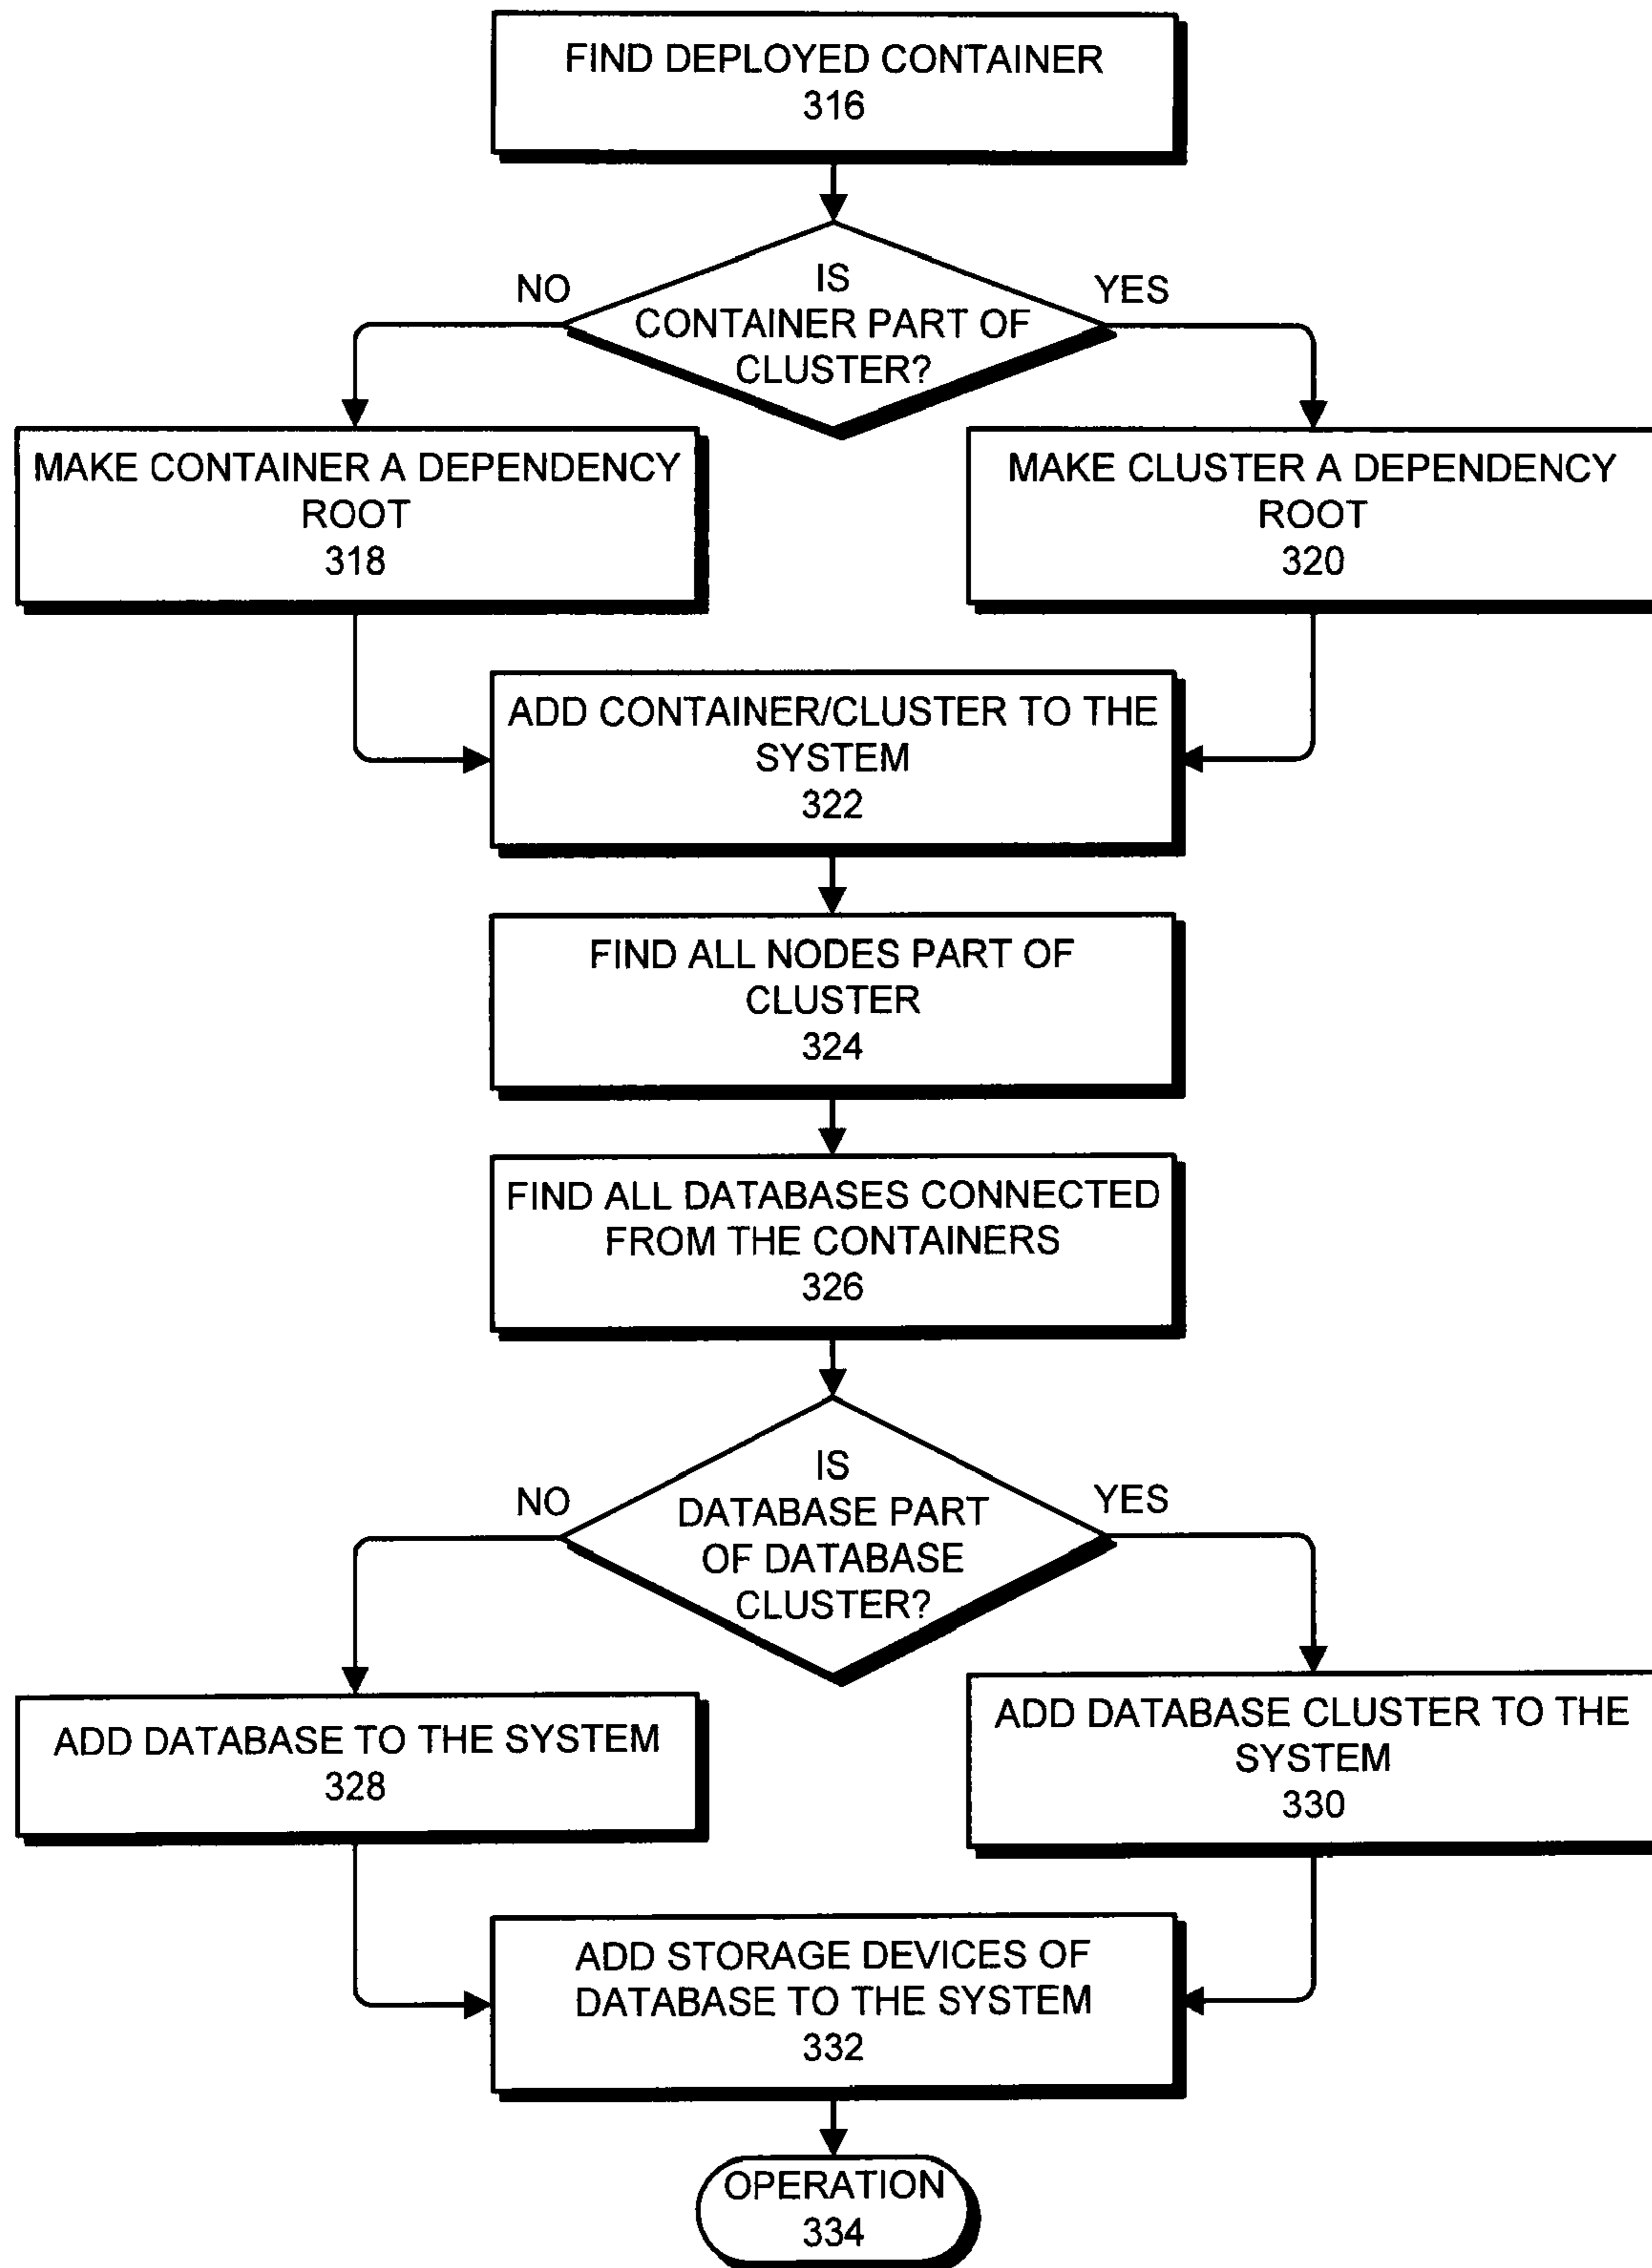 FIND DEPLOYED CONTAINER
316
IS
CONTAINER PART OF
CLUSTER?
NO
YES
MAKE CONTAINER A DEPENDENCY
ROOT
318
MAKE CLUSTER A DEPENDENCY
ROOT
320
ADD CONTAINER/CLUSTER TO THE
SYSTEM
322
FIND ALL NODES PART OF
CLUSTER
324
FIND ALL DATABASES CONNECTED
FROM THE CONTAINERS
326
IS
DATABASE PART
OF DATABASE
CLUSTER?
NO
YES
ADD DATABASE TO THE SYSTEM
328
ADD DATABASE CLUSTER TO THE
SYSTEM
330
ADD STORAGE DEVICES OF
DATABASE TO THE SYSTEM
332
OPERATION
334